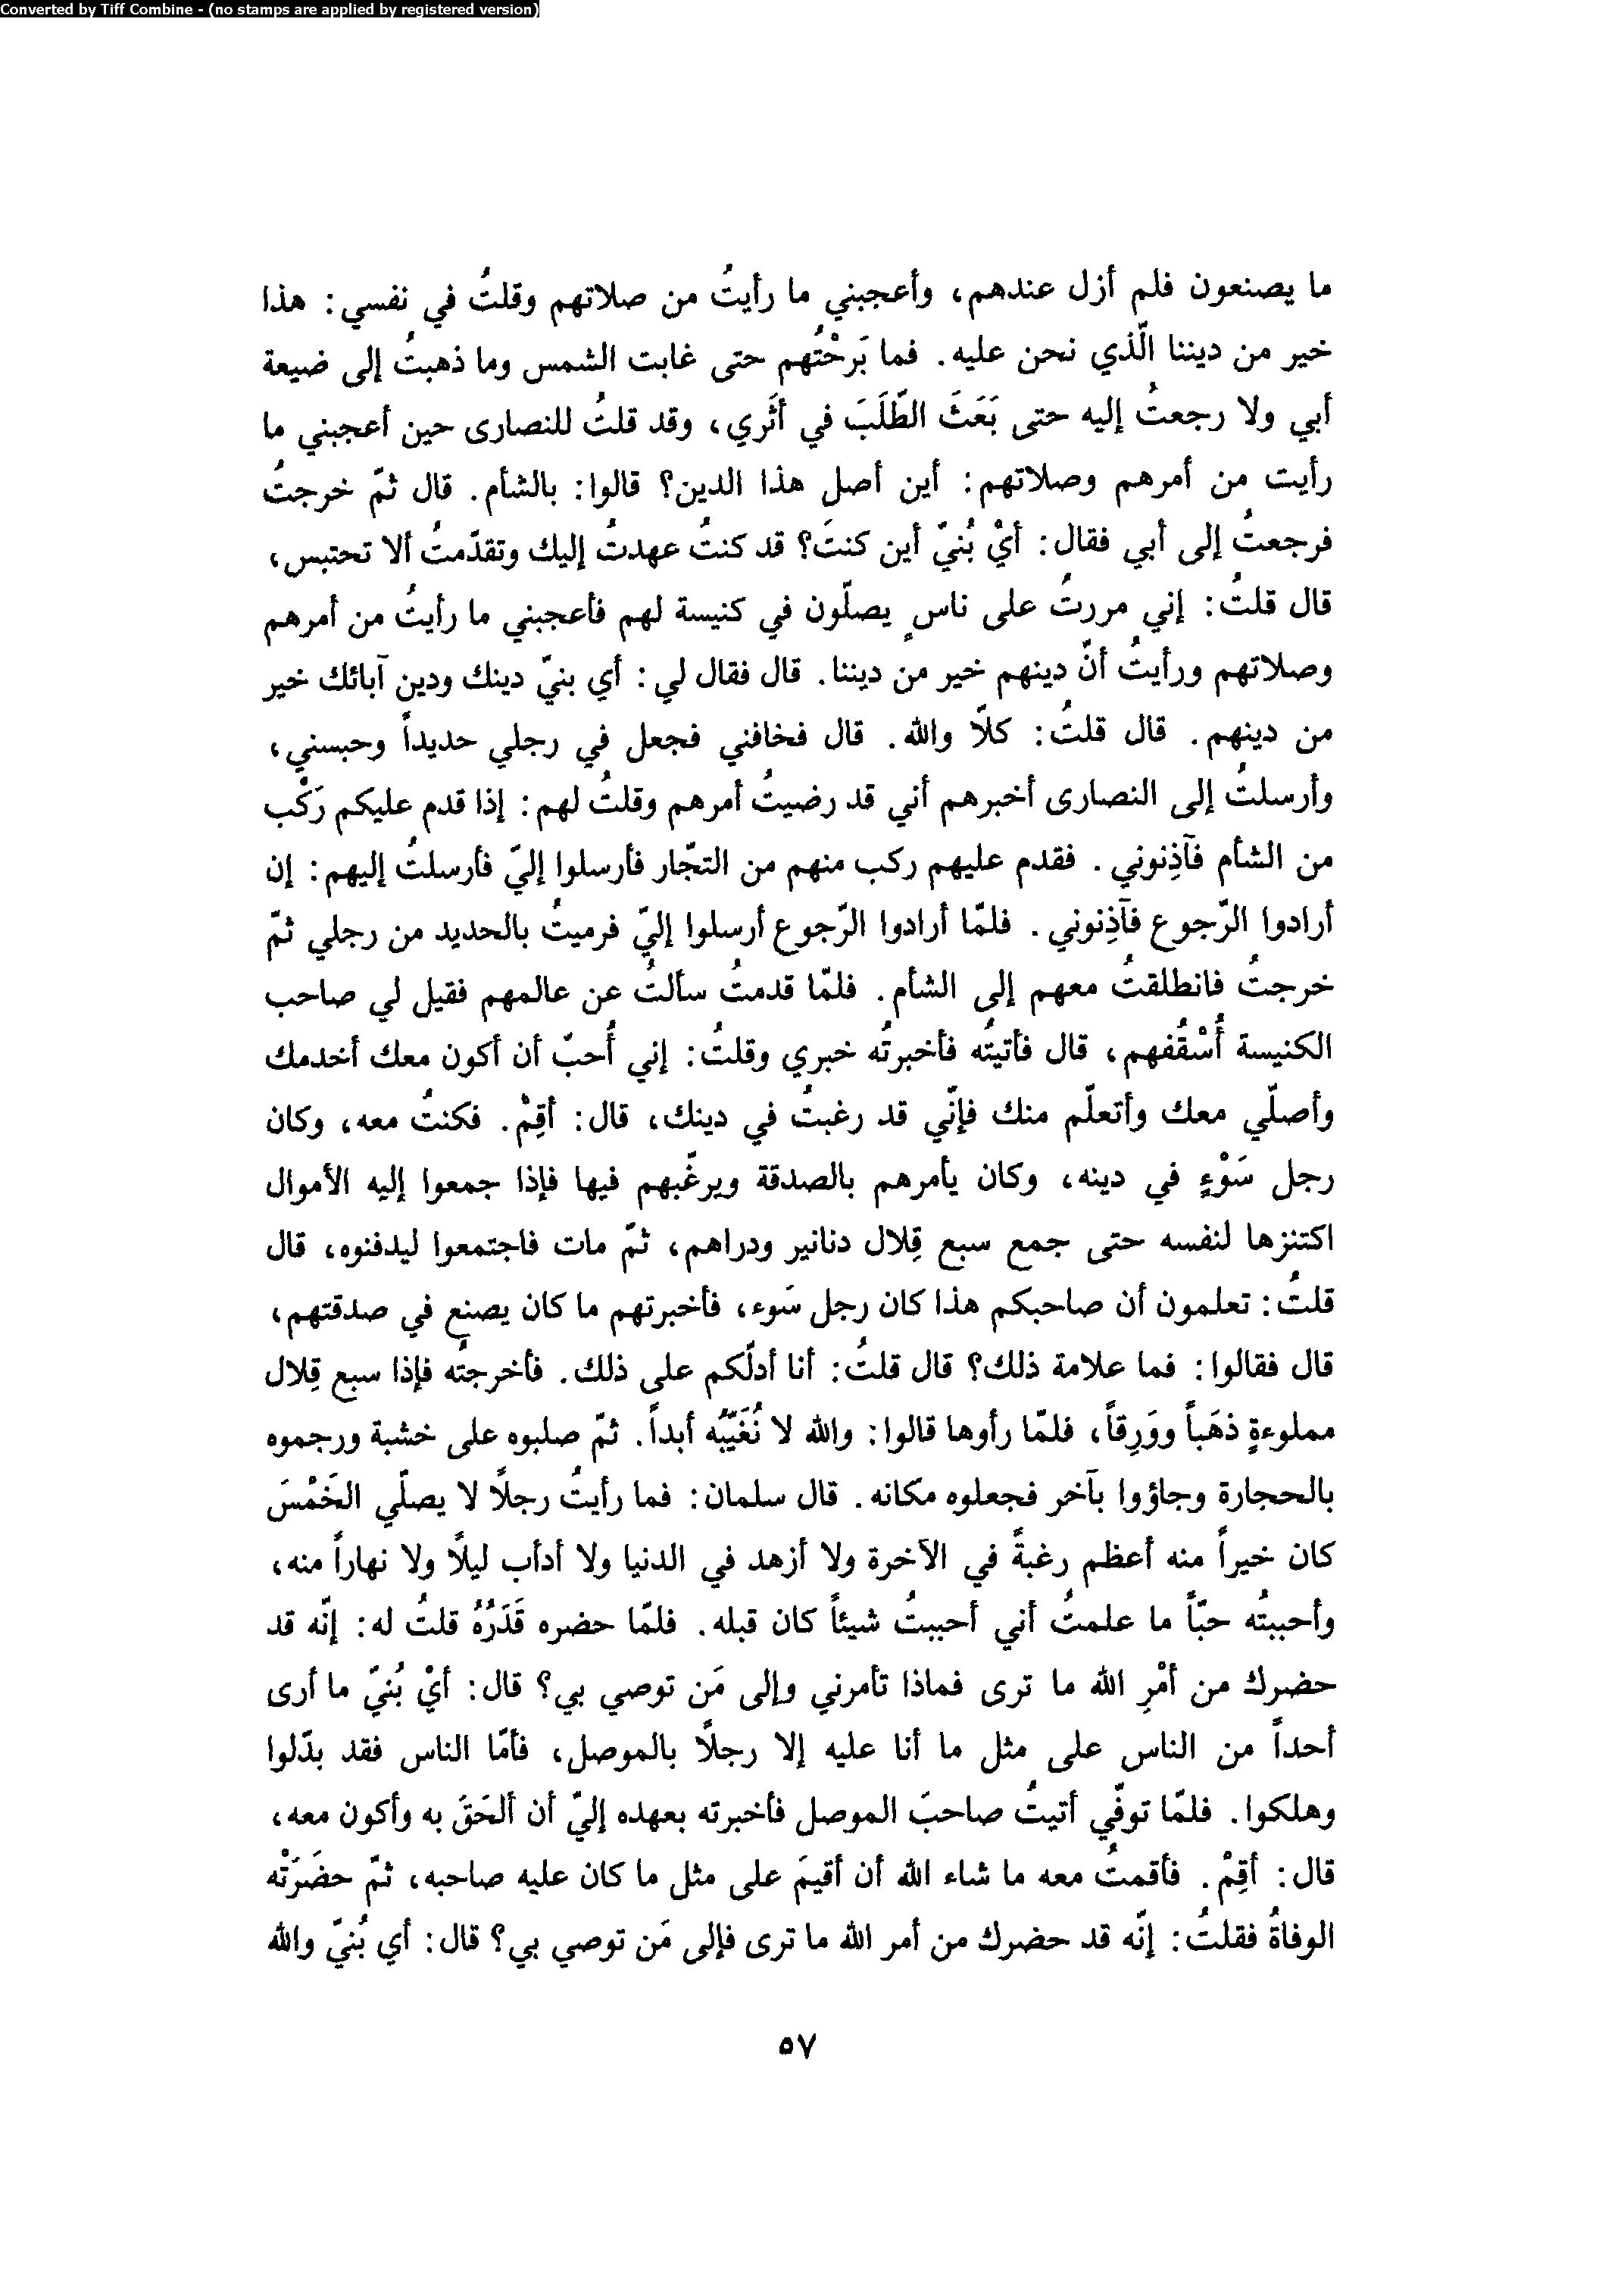 Converted by Tiff Combine - (no stamps are applied by registered version)
ما يصنعون فلم أزل عندهم، وأعجبني ما رأيتُ من صلاتهم وقلتُ في نفسي: هذا
خير من ديننا الّذي نحن عليه. فما بَرحْتُهم حتى غابت الشمس وما ذهبتُ إلى ضيعة
أبي ولا رجعتُ إليه حتى بَعَثَ الطَّلَبَ في أثَري، وقد قلتُ للنصارى حين أعجبني ما
رأيت من أمرهم وصلاتهم: أين أصل هذا الدين؟ قالوا: بالشأم. قال ثمّ خرجتُ
فرجعتُ إلى أبي فقال: أيْ بُنيّ أين كنتَ؟ قد كنتُ عهدتُ إليك وتقدّمتُ ألا تحتبس،
قال قلتُ: إني مررتُ على ناسٍ يصلّون في كنيسة لهم فأعجبني ما رأيتُ من أمرهم
وصلاتهم ورأيتُ أنّ دينهم خير من ديننا. قال فقال لي: أي بنيّ دينك ودين آبائك خير
من دينهم. قال قلتُ: كلّا والله. قال فخافني فجعل في رجلي حديداً وحبسني،
وأرسلتُ إلى النصارى أخبرهم أني قد رضيتُ أمرهم وقلتُ لهم: إذا قدم عليكم رَكْب
من الشأم فآذِنوني. فقدم عليهم ركب منهم من التجّار فأرسلوا إليّ فأرسلتُ إليهم: إن
أرادوا الرّجوع فآذِنوني. فلمّا أرادوا الرّجوع أرسلوا إليّ فرميتُ بالحديد من رجلي ثمّ
خرجتُ فانطلقتُ معهم إلى الشأم. فلمّا قدمتُ سألتُ عن عالمهم فقيل لي صاحب
الكنيسة أُسْقُفهم، قال فأتيتُه فأخبرتُه خبري وقلتُ: إني أُحبّ أن أكون معك أخدمك
وأصلّي معك وأتعلّم منك فإنّي قد رغبتُ في دينك، قال: أقِمْ. فكنتُ معه، وكان
رجل سَوْءٍ في دينه، وكان يأمرهم بالصدقة ويرغّبهم فيها فإذا جمعوا إليه الأموال
اكتنزها لنفسه حتى جمع سبع قِلال دنانير ودراهم، ثمّ مات فاجتمعوا ليدفنوه، قال
قلتُ: تعلمون أن صاحبكم هذا كان رجل سَوء، فأخبرتهم ما كان يصنع في صدقتهم،
قال فقالوا: فما علامة ذلك؟ قال قلتُ: أنا أدلّكم على ذلك. فأخرجتُه فإذا سبع قِلال
مملوءةٍ ذهَباً ووَرِقاً، فلمّا رأوها قالوا: والله لا نُغَيّبُه أبداً. ثمّ صلبوه على خشبة ورجموه
بالحجارة وجاؤوا بآخر فجعلوه مكانه. قال سلمان: فما رأيتُ رجلًا لا يصلّي الخَمْسَ
كان خيراً منه أعظم رغبةً في الآخرة ولا أزهد في الدنيا ولا أدأب ليلًا ولا نهاراً منه،
وأحببتُه حبّاً ما علمتُ أني أحببتُ شيئاً كان قبله. فلمّا حضره قَدَرُهُ قلتُ له: إنّه قد
حضرك من أمْرِ الله ما ترى فماذا تأمرني وإلى مَن توصي بي؟ قال: أيْ بُنيّ ما أرى
أحداً من الناس على مثل ما أنا عليه إلا رجلًا بالموصل، فأمّا الناس فقد بدّلوا
وهلكوا. فلمّا توفّي أتيتُ صاحبَ الموصل فأخبرته بعهده إليّ أن ألحَقَ به وأكون معه،
قال: أقِمْ. فأقمتُ معه ما شاء الله أن أقيمَ على مثل ما كان عليه صاحبه، ثمّ حضَرَتْه
الوفاةُ فقلتُ: إنّه قد حضرك من أمر الله ما ترى فإلى مَن توصي بي؟ قال: أي بُنيّ والله
٥٧